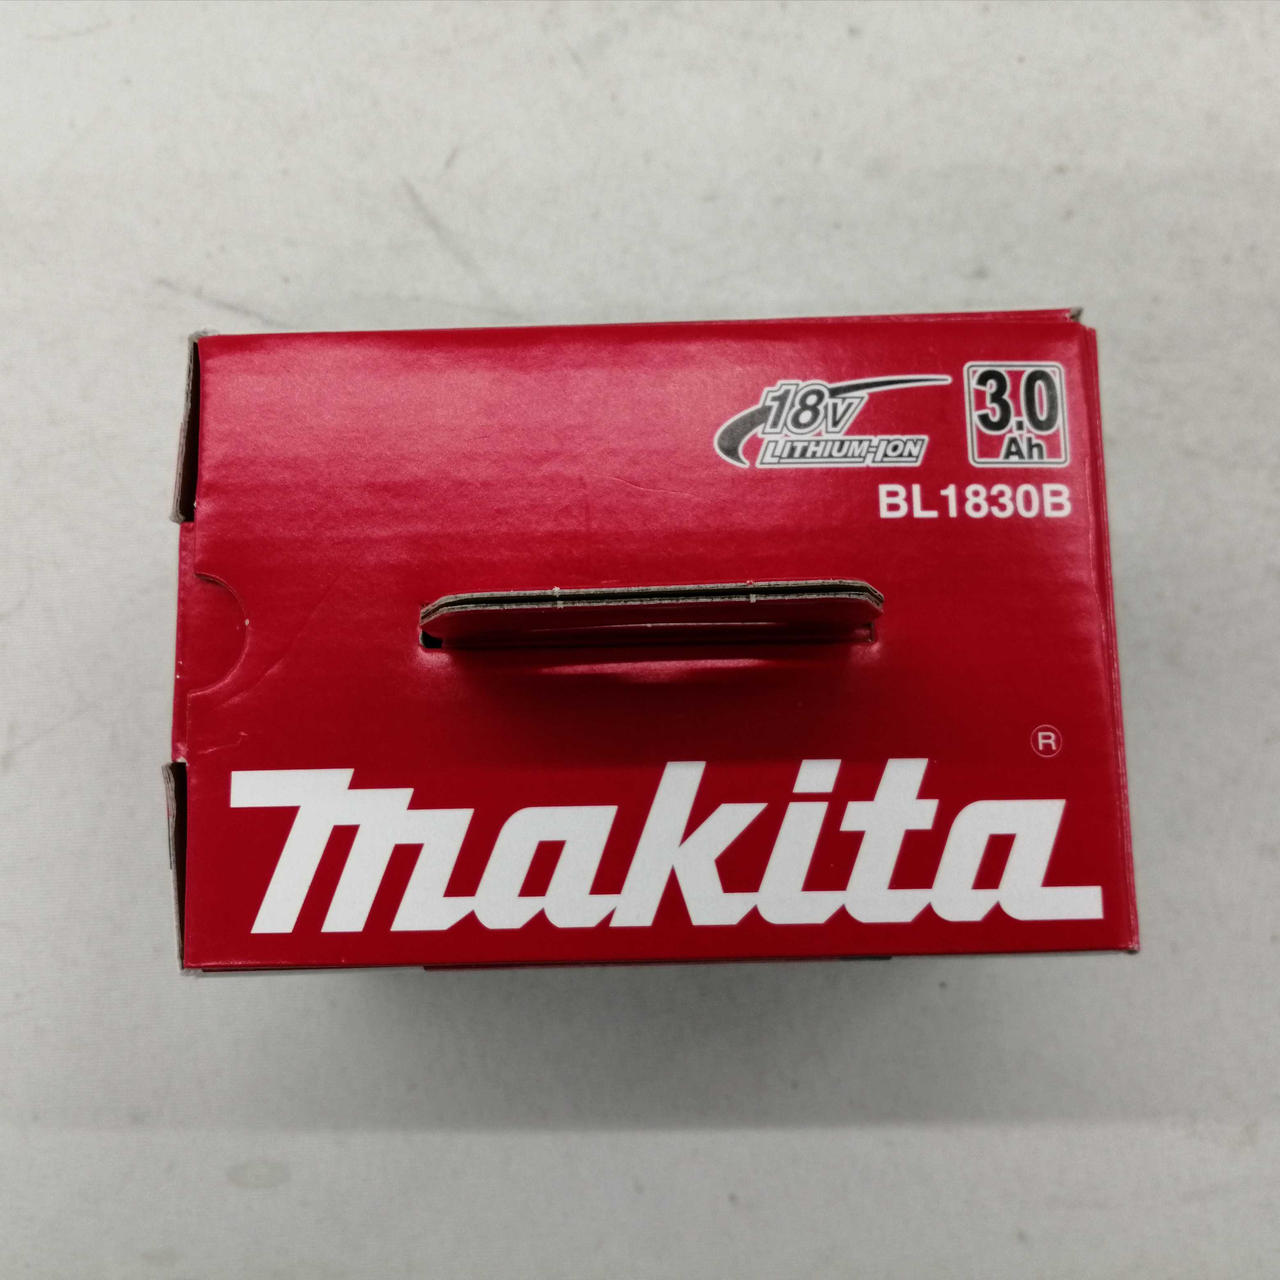 18V
LITHIUM-ION
3.0
Ah
BL1830B
makita
®